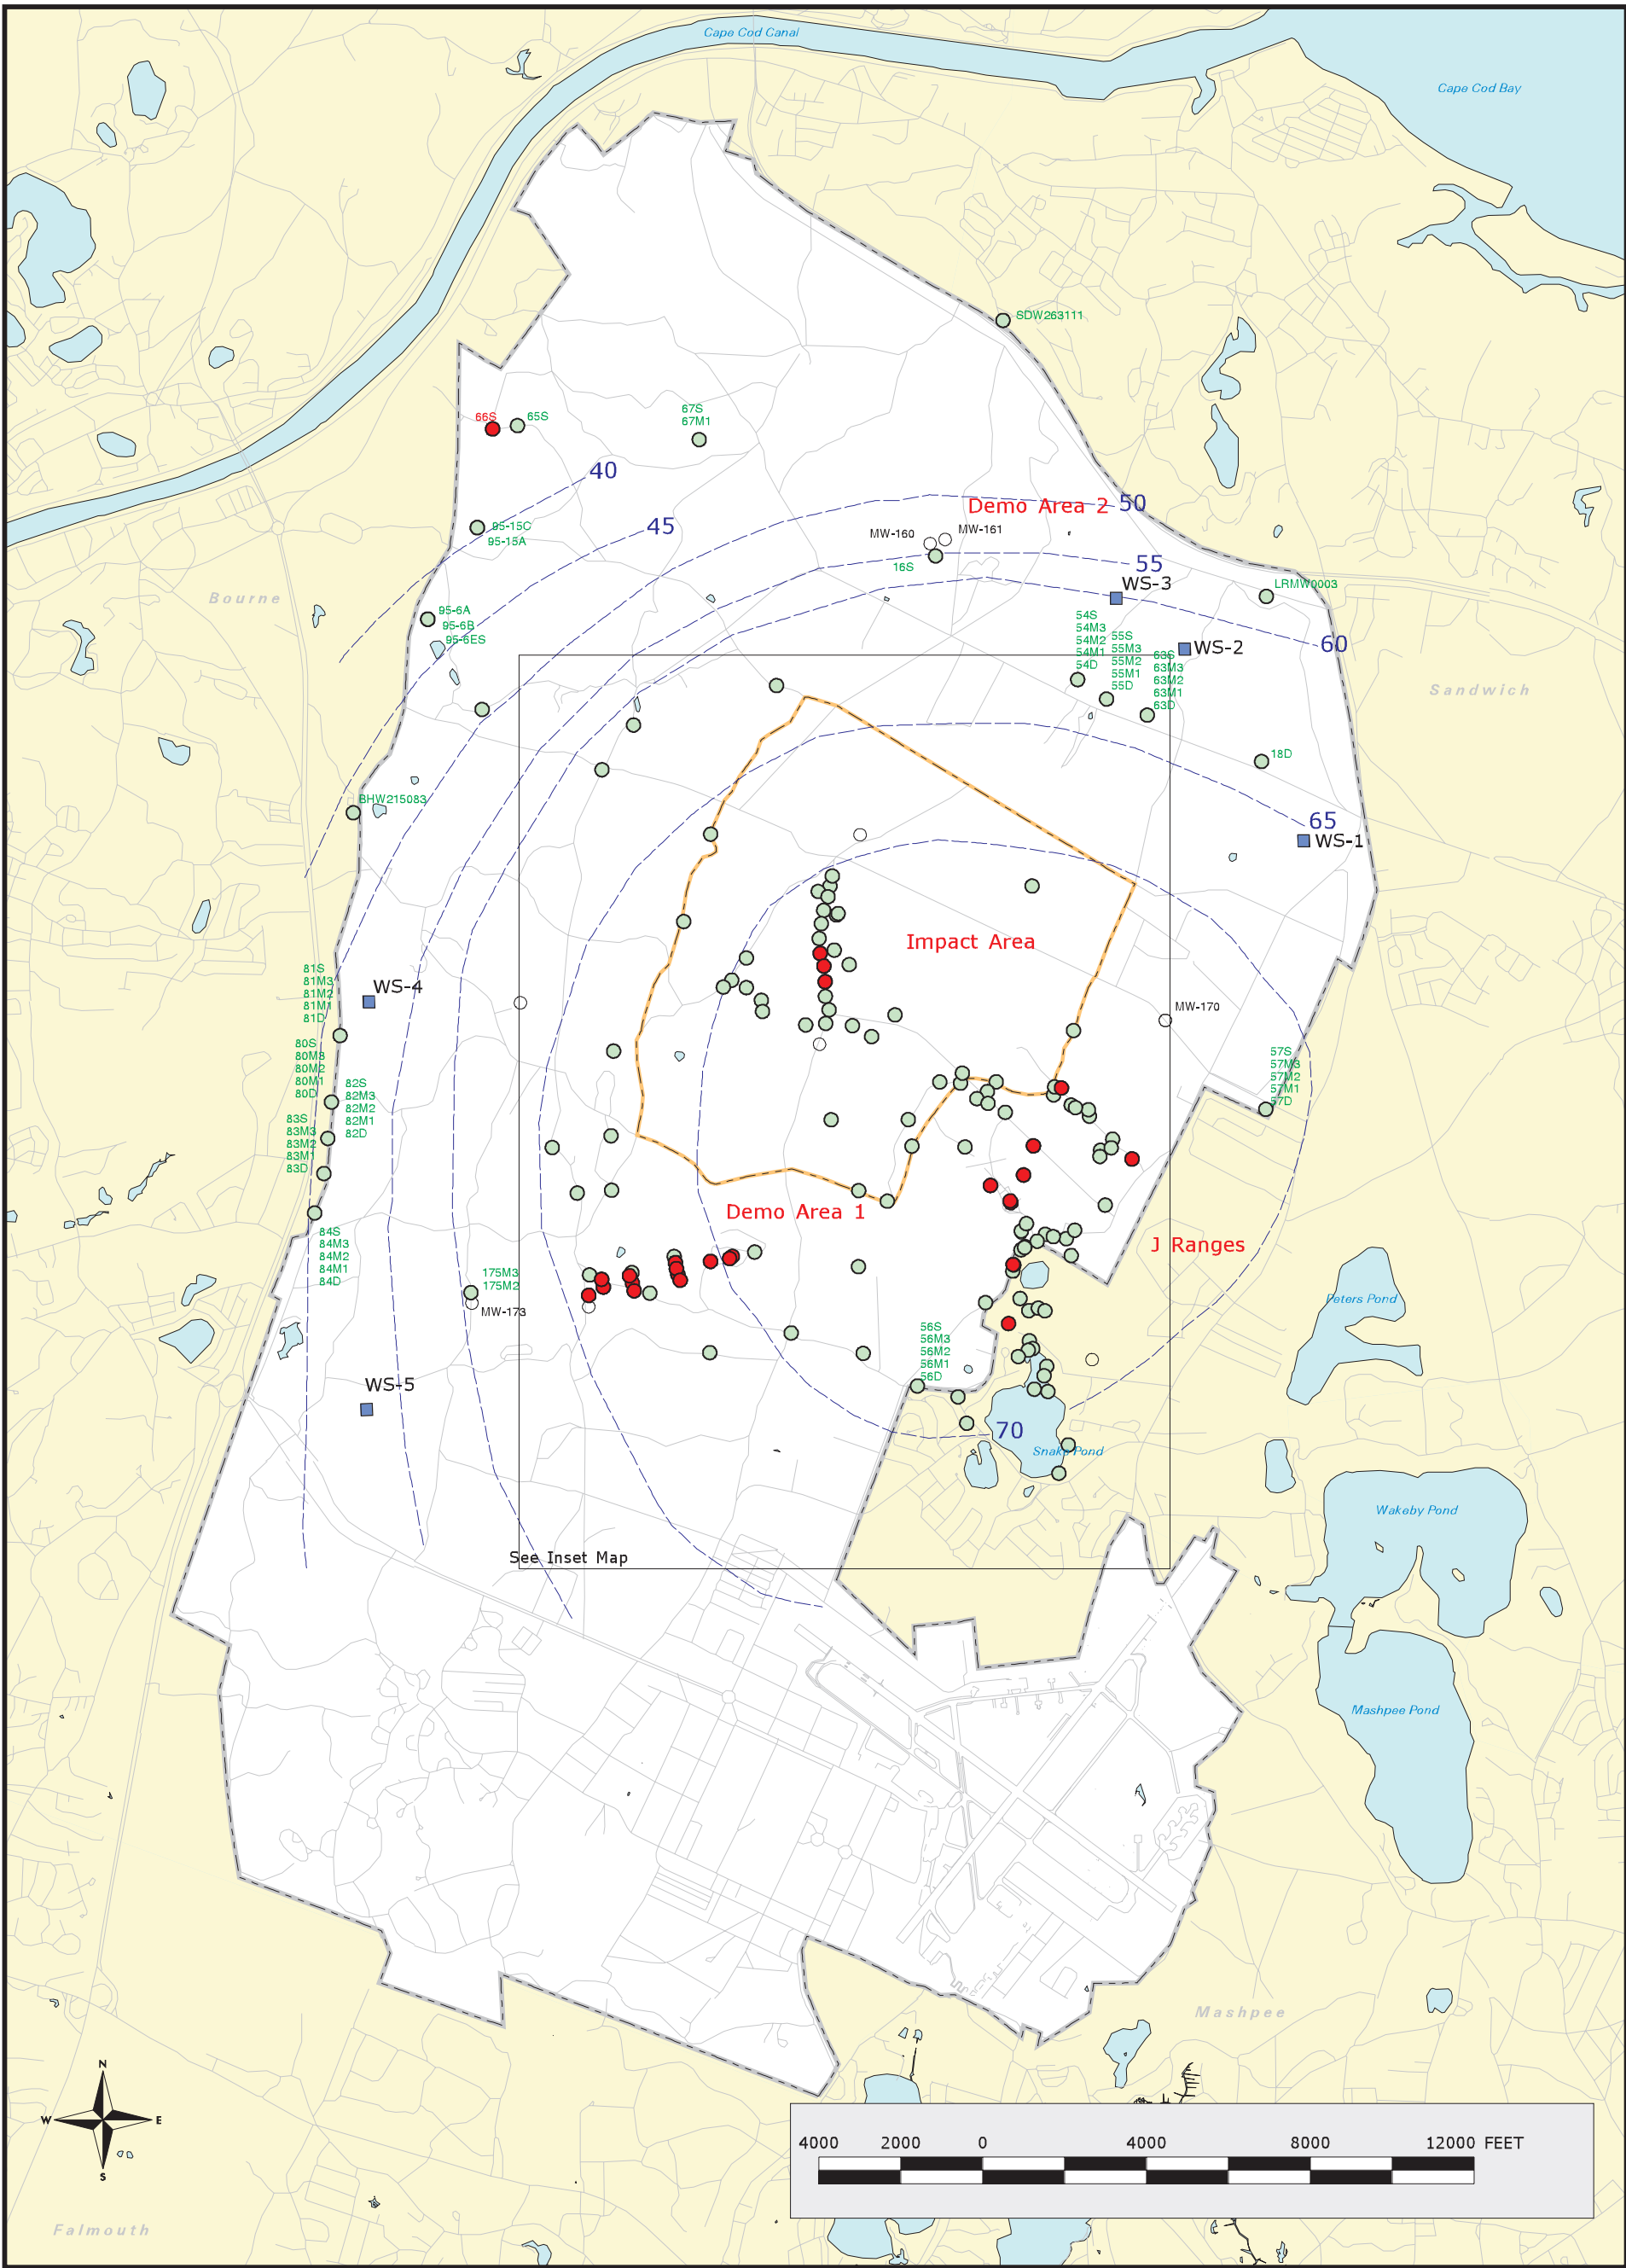 Cape Cod Canal
Cape Cod Bay
SDW263111
66S
65S
67S
67M1
40
45
Demo Area 2
50
95-15C
95-15A
MW-160
MW-161
16S
55
WS-3
LRMW0003
Bourne
95-6A
95-6B
95-6ES
54S
54M3
54M2
54M1
54D
55S
55M3
55M2
55M1
55D
60
WS-2
63S
63M3
63M2
63M1
63D
Sandwich
18D
BHW215083
65
WS-1
Impact Area
81S
81M3
81M2
81M1
81D
WS-4
MW-170
80S
80M3
80M2
80M1
80D
82S
82M3
82M2
82M1
82D
57S
57M3
57M2
57M1
57D
83S
83M3
83M2
83M1
83D
Demo Area 1
84S
84M3
84M2
84M1
84D
J Ranges
175M3
175M2
MW-173
Peters Pond
56S
56M3
56M2
56M1
56D
WS-5
70
Snake Pond
Wakeby Pond
See Inset Map
Mashpee Pond
Mashpee
N
W
E
S
4000
2000
0
4000
8000
12000 FEET
Falmouth